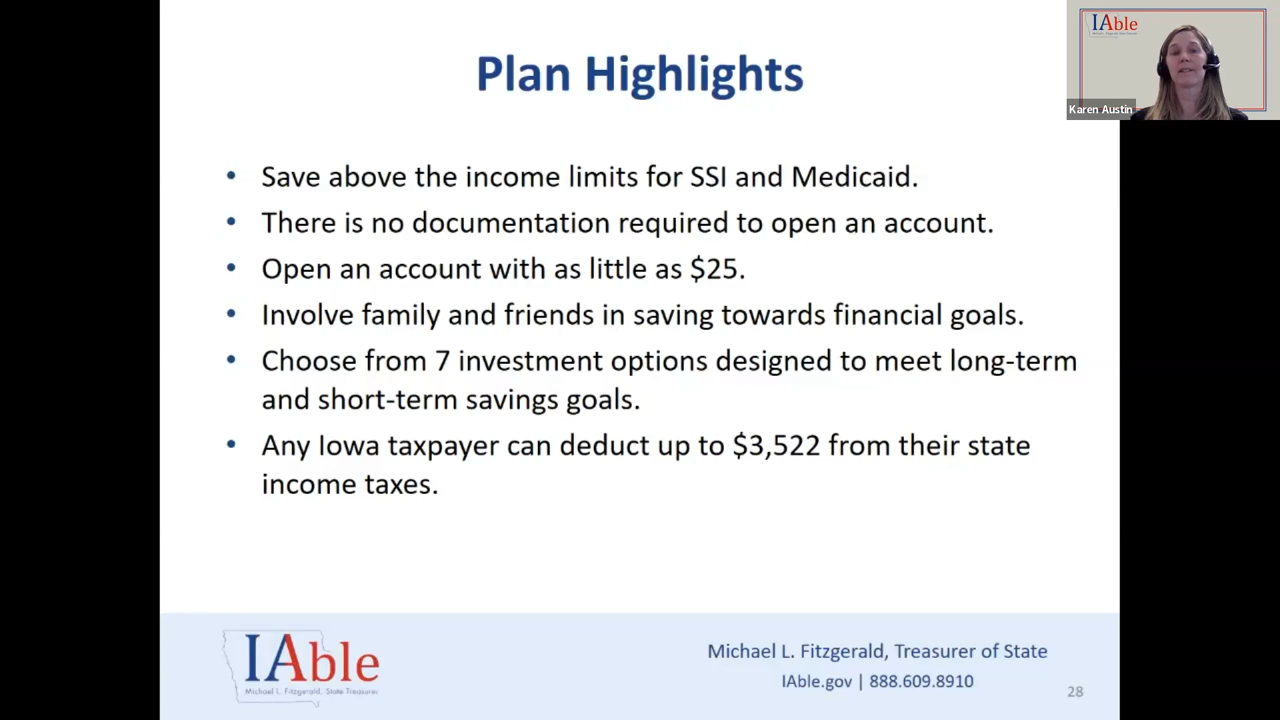 Plan Highlights
IAble
Karen Austin
• Save above the income limits for SSI and Medicaid.
• There is no documentation required to open an account.
• Open an account with as little as $25.
• Involve family and friends in saving towards financial goals.
• Choose from 7 investment options designed to meet long-term
and short-term savings goals.
• Any Iowa taxpayer can deduct up to $3,522 from their state
income taxes.
IAble
Michael L. Fitzgerald, State Treasurer
Michael L. Fitzgerald, Treasurer of State
IAble.gov | 888.609.8910
28